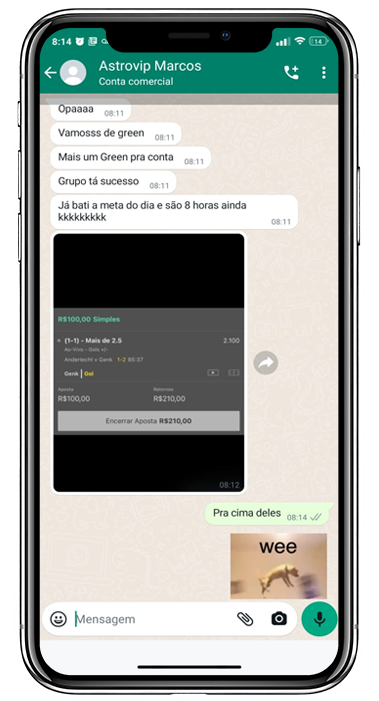 8:14
14
Astrovip Marcos
Conta comercial
Opaaaa 08:11
Vamosss de green 08:11
Mais um Green pra conta 08:11
Grupo tá sucesso 08:11
Já bati a meta do dia e são 8 horas ainda
kkkkkkkkk 08:11
R$100,00 Simples
(1-1) - Mais de 2.5 2.100
Ao-Vivo - Gols +/-
Anderlecht v Genk 1-2 85:37
Genk Gol
Aposta Retornos
R$100,00 R$210,00
Encerrar Aposta R$210,00
08:12
Pra cima deles 08:14
wee
Mensagem